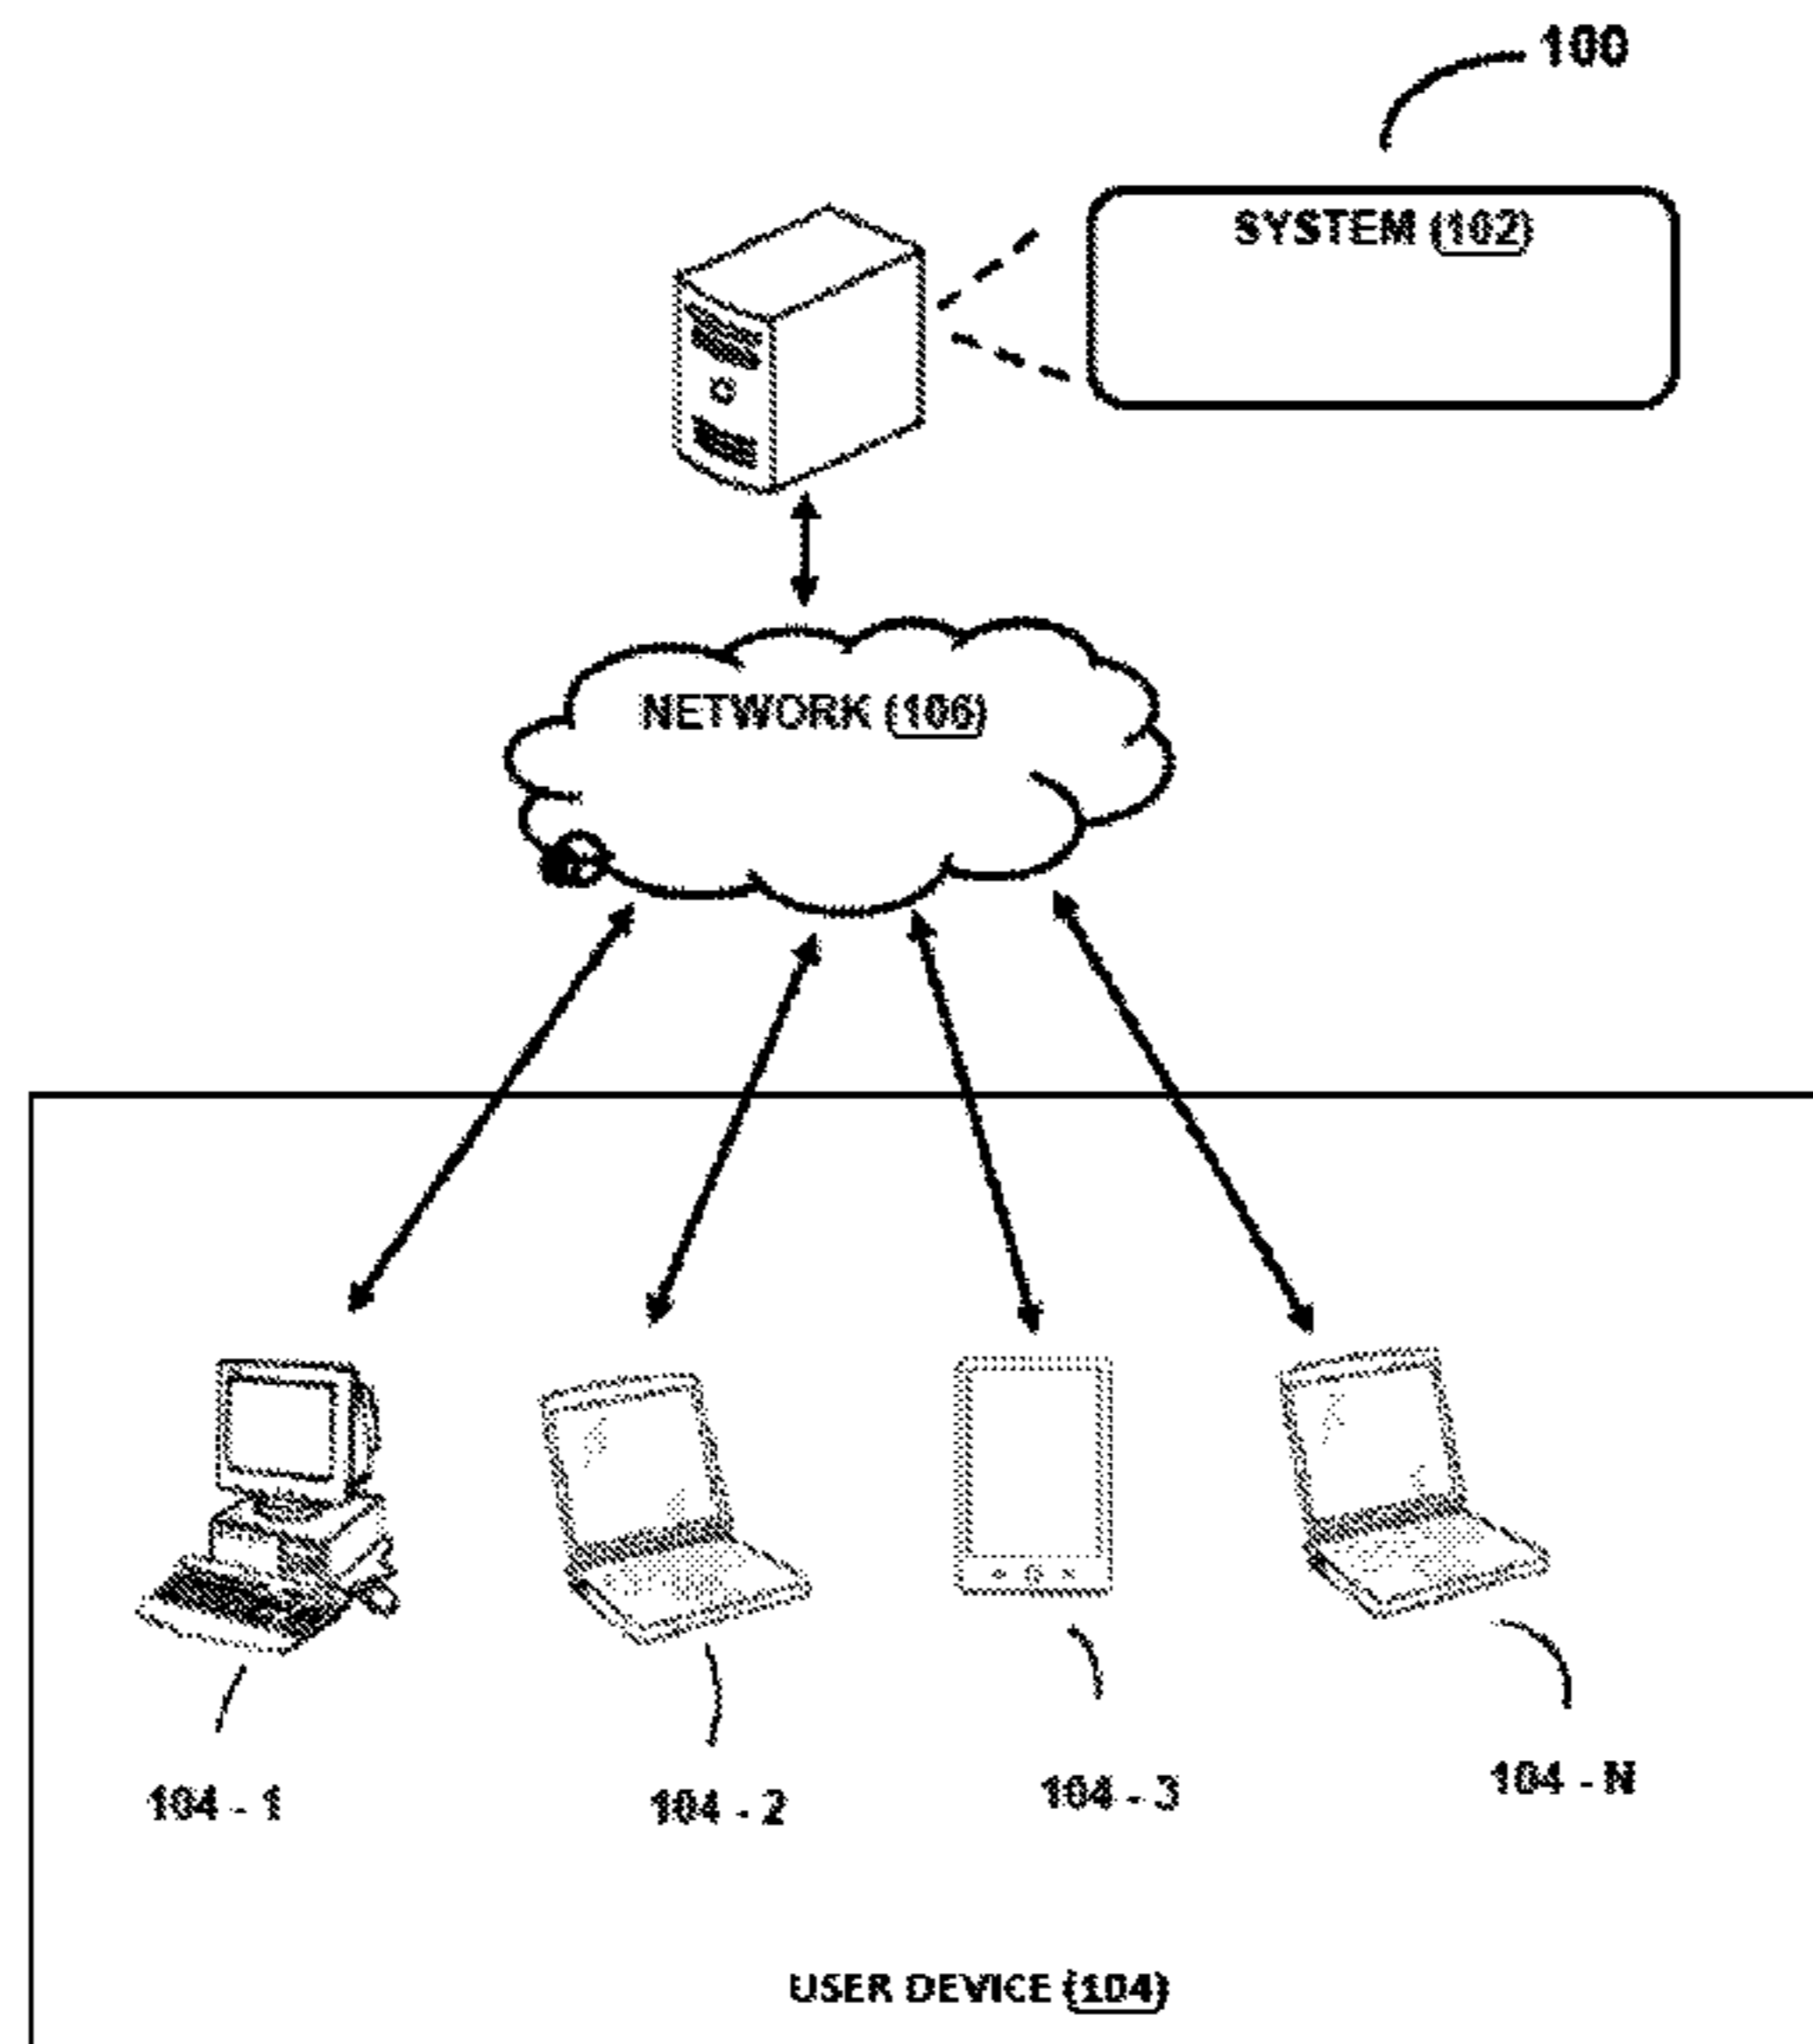 100
SYSTEM (102)
NETWORK (106)
104 - 1
104 - 2
104 - 3
104 - N
USER DEVICE (104)